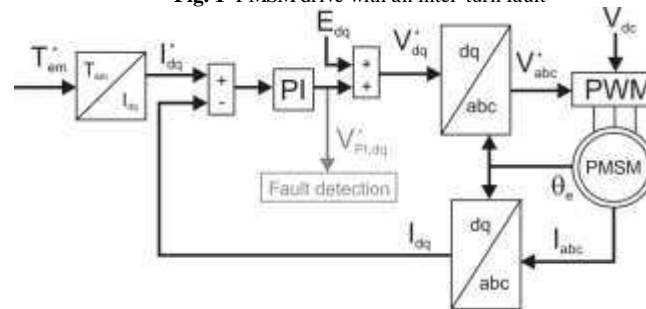 Fig. 1 PMSM drive with an inter-turn fault
T*em
Tem
Idq
I*dq
+
-
PI
Edq
+
+
V*dq
dq
abc
V*abc
Vdc
PWM
PMSM
V*PI,dq
Fault detection
θe
Idq
dq
abc
Iabc